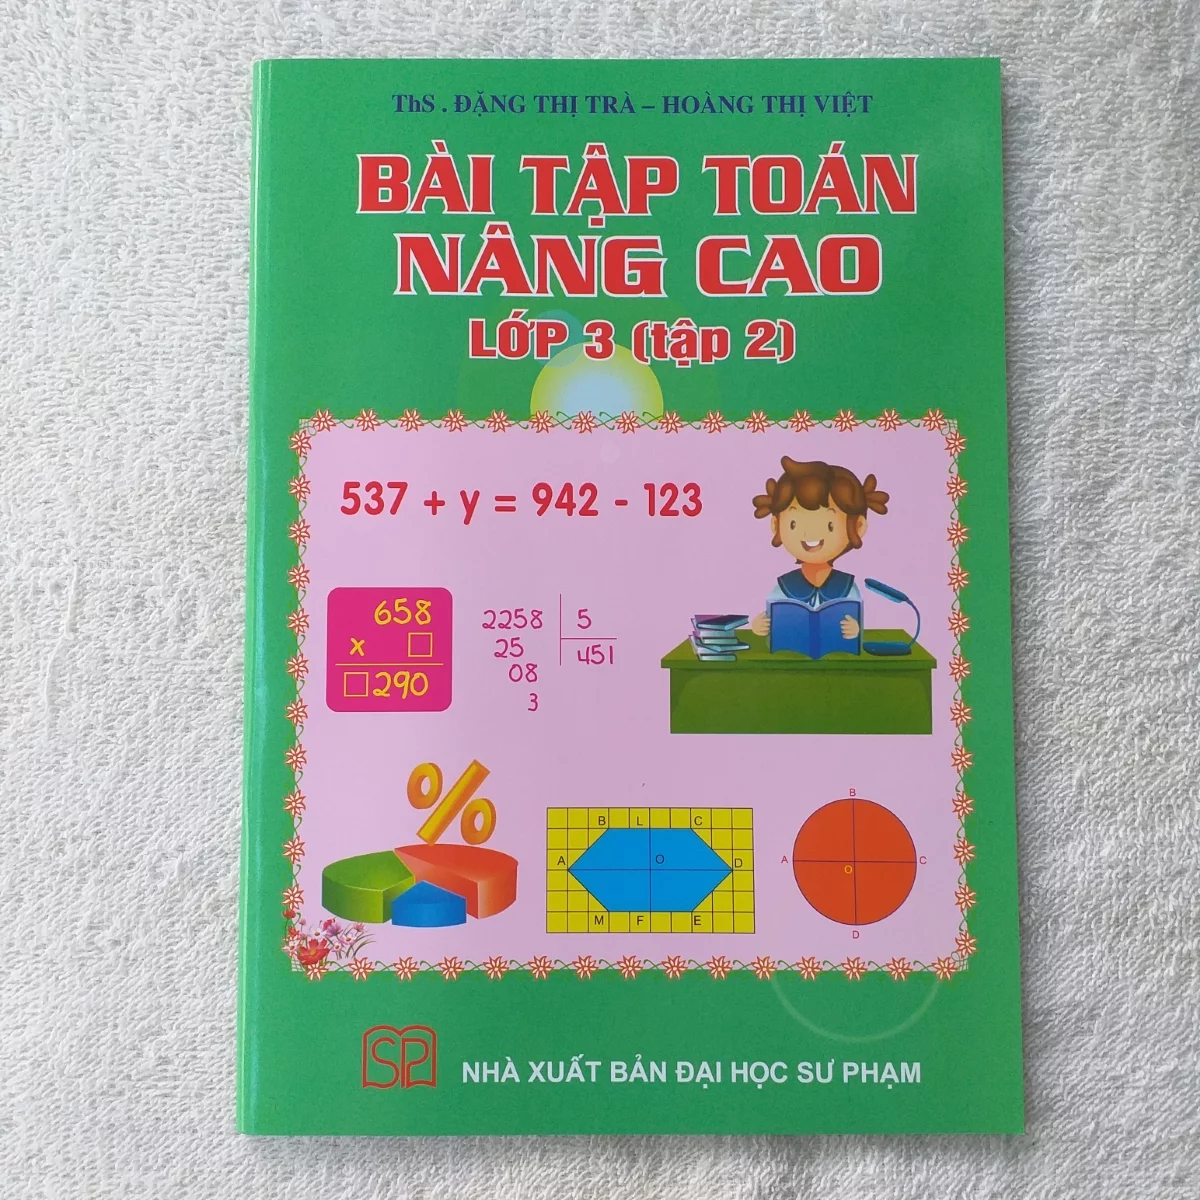 ThS . ĐẶNG THỊ TRÀ – HOÀNG THỊ VIỆT
BÀI TẬP TOÁN
NÂNG CAO
LỚP 3 (tập 2)
537 + y = 942 - 123
658
x □
□290
2258 5
25 451
08
3
%
B L C
A O D
M F E
B
A O C
D
SP
NHÀ XUẤT BẢN ĐẠI HỌC SƯ PHẠM